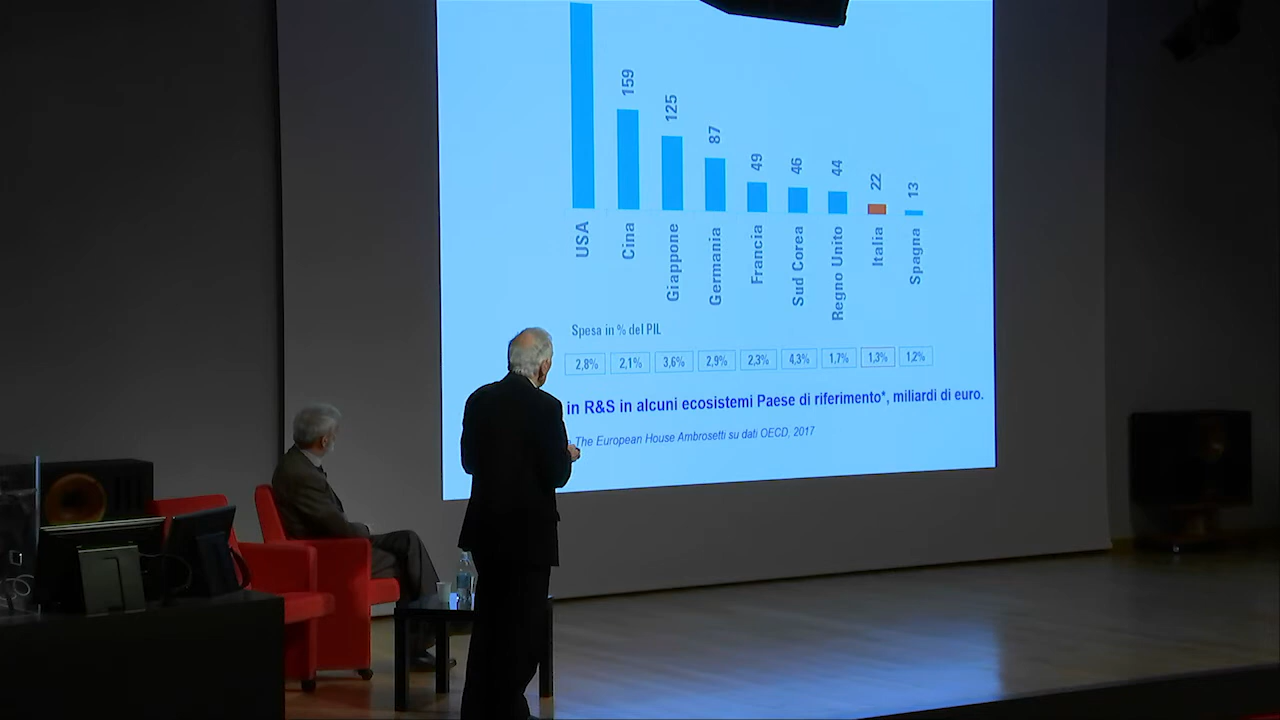 159
125
87
49
46
44
22
13
USA
Cina
Giappone
Germania
Francia
Sud Corea
Regno Unito
Italia
Spagna
Spesa in % del PIL
2,8% 2,1% 3,6% 2,9% 2,3% 4,3% 1,7% 1,3% 1,2%
in R&S in alcuni ecosistemi Paese di riferimento*, miliardi di euro.
The European House Ambrosetti su dati OECD, 2017